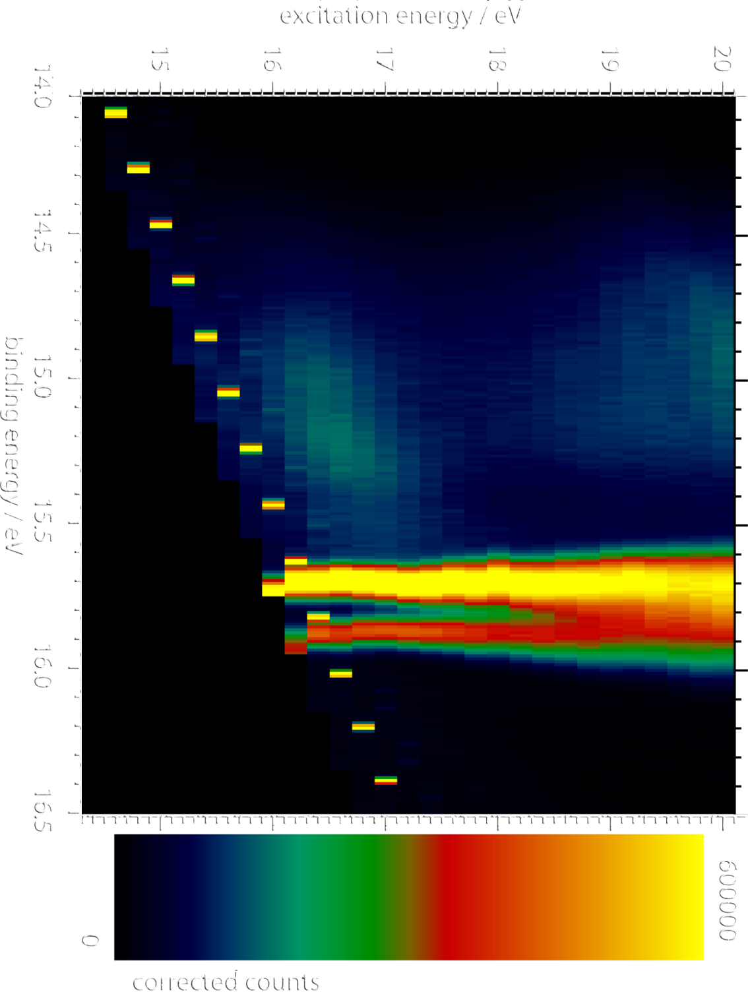 excitation energy / eV
15 16 17 18 19 20
14.0
14.5
15.0
15.5
16.0
16.5
binding energy / eV
600000
0
corrected counts